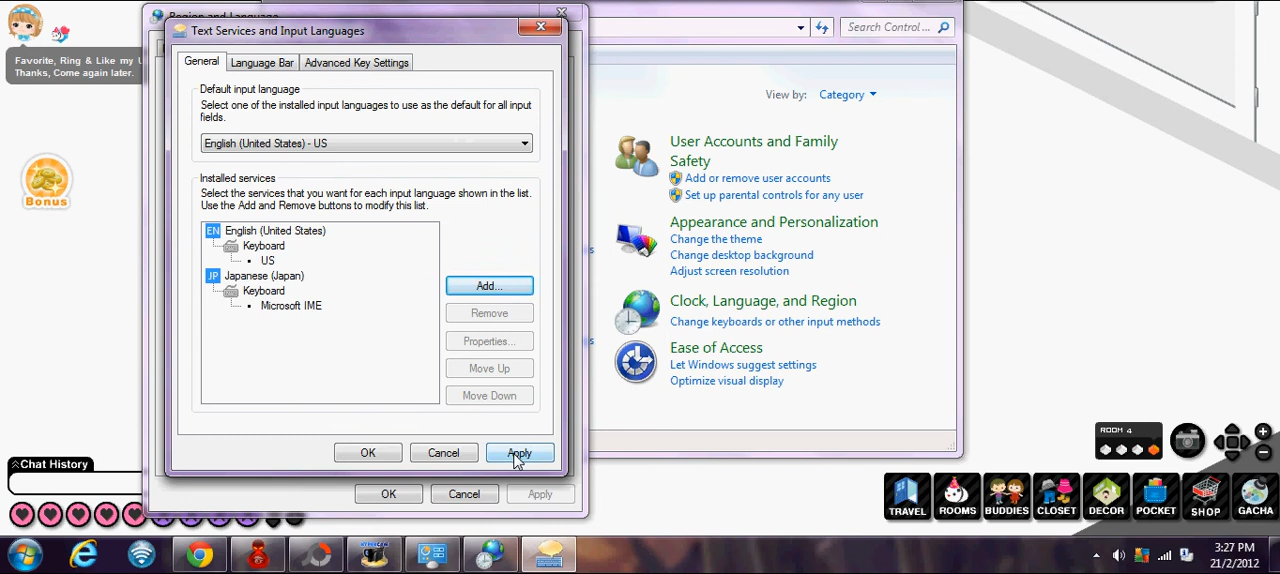 Region and Language
Text Services and Input Languages
General
Language Bar
Advanced Key Settings
Default input language
Select one of the installed input languages to use as the default for all input
fields.
English (United States) - US
Installed services
Select the services that you want for each input language shown in the list.
Use the Add and Remove buttons to modify this list.
EN English (United States)
Keyboard
US
JP Japanese (Japan)
Keyboard
Microsoft IME
Add...
Remove
Properties...
Move Up
Move Down
OK
Cancel
Apply
OK
Cancel
Apply
Search Control ...
View by: Category
User Accounts and Family
Safety
Add or remove user accounts
Set up parental controls for any user
Appearance and Personalization
Change the theme
Change desktop background
Adjust screen resolution
Clock, Language, and Region
Change keyboards or other input methods
Ease of Access
Let Windows suggest settings
Optimize visual display
Favorite, Ring & Like my
Thanks, Come again later.
Bonus
Chat History
ROOM 4
TRAVEL
ROOMS
BUDDIES
CLOSET
DECOR
POCKET
SHOP
GACHA
3:27 PM
21/2/2012